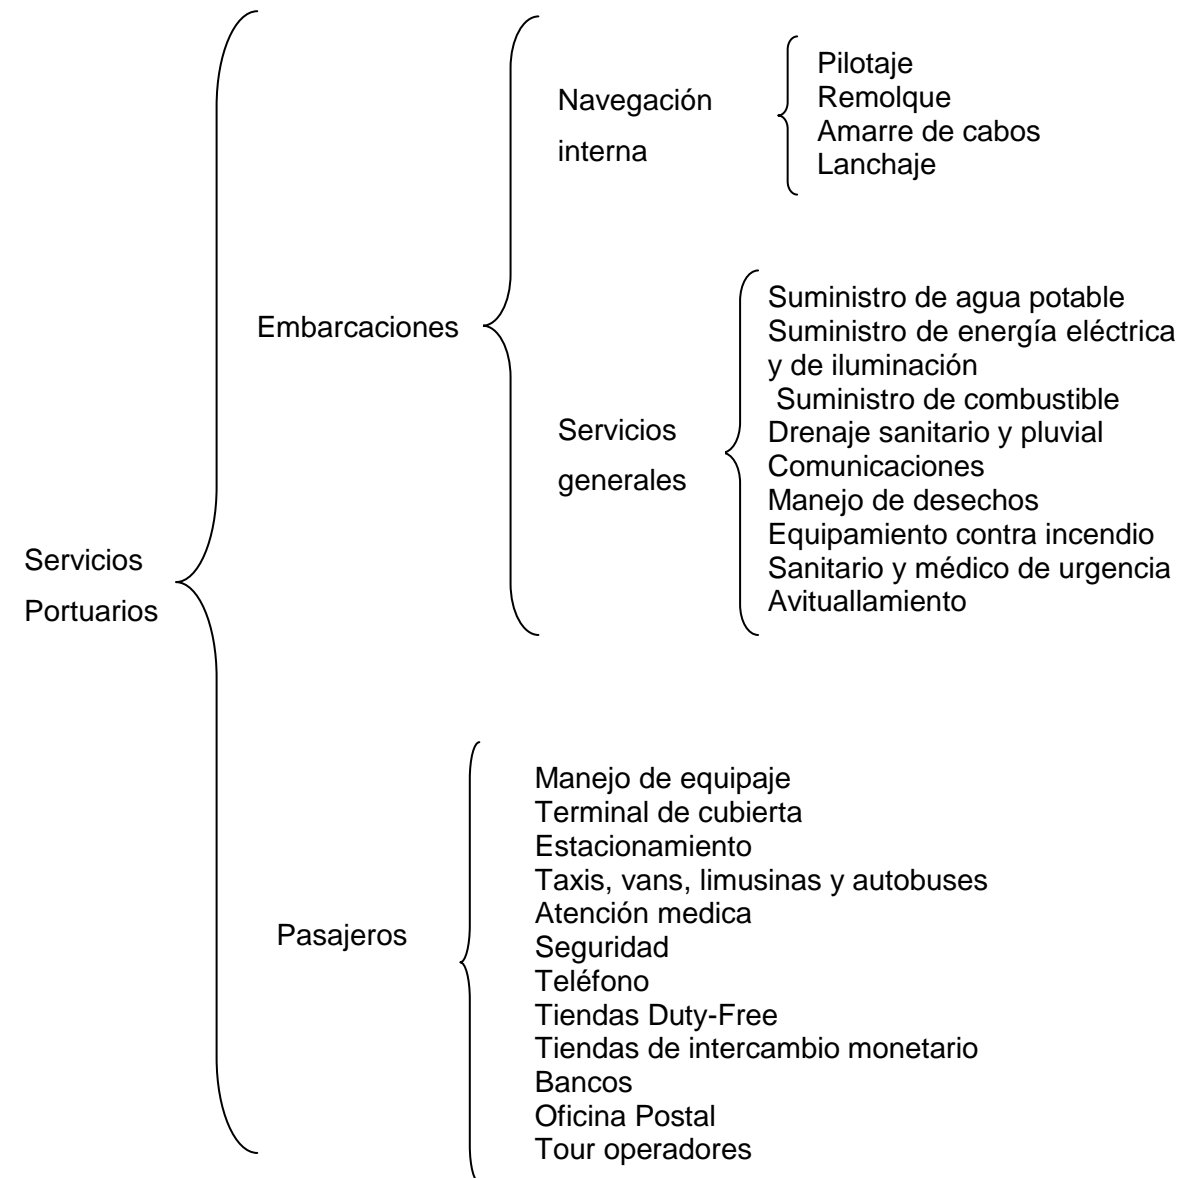 Servicios
Portuarios
Embarcaciones
Navegación
interna
Pilotaje
Remolque
Amarre de cabos
Lanchaje
Servicios
generales
Suministro de agua potable
Suministro de energía eléctrica
y de iluminación
Suministro de combustible
Drenaje sanitario y pluvial
Comunicaciones
Manejo de desechos
Equipamiento contra incendio
Sanitario y médico de urgencia
Avituallamiento
Pasajeros
Manejo de equipaje
Terminal de cubierta
Estacionamiento
Taxis, vans, limusinas y autobuses
Atención medica
Seguridad
Teléfono
Tiendas Duty-Free
Tiendas de intercambio monetario
Bancos
Oficina Postal
Tour operadores